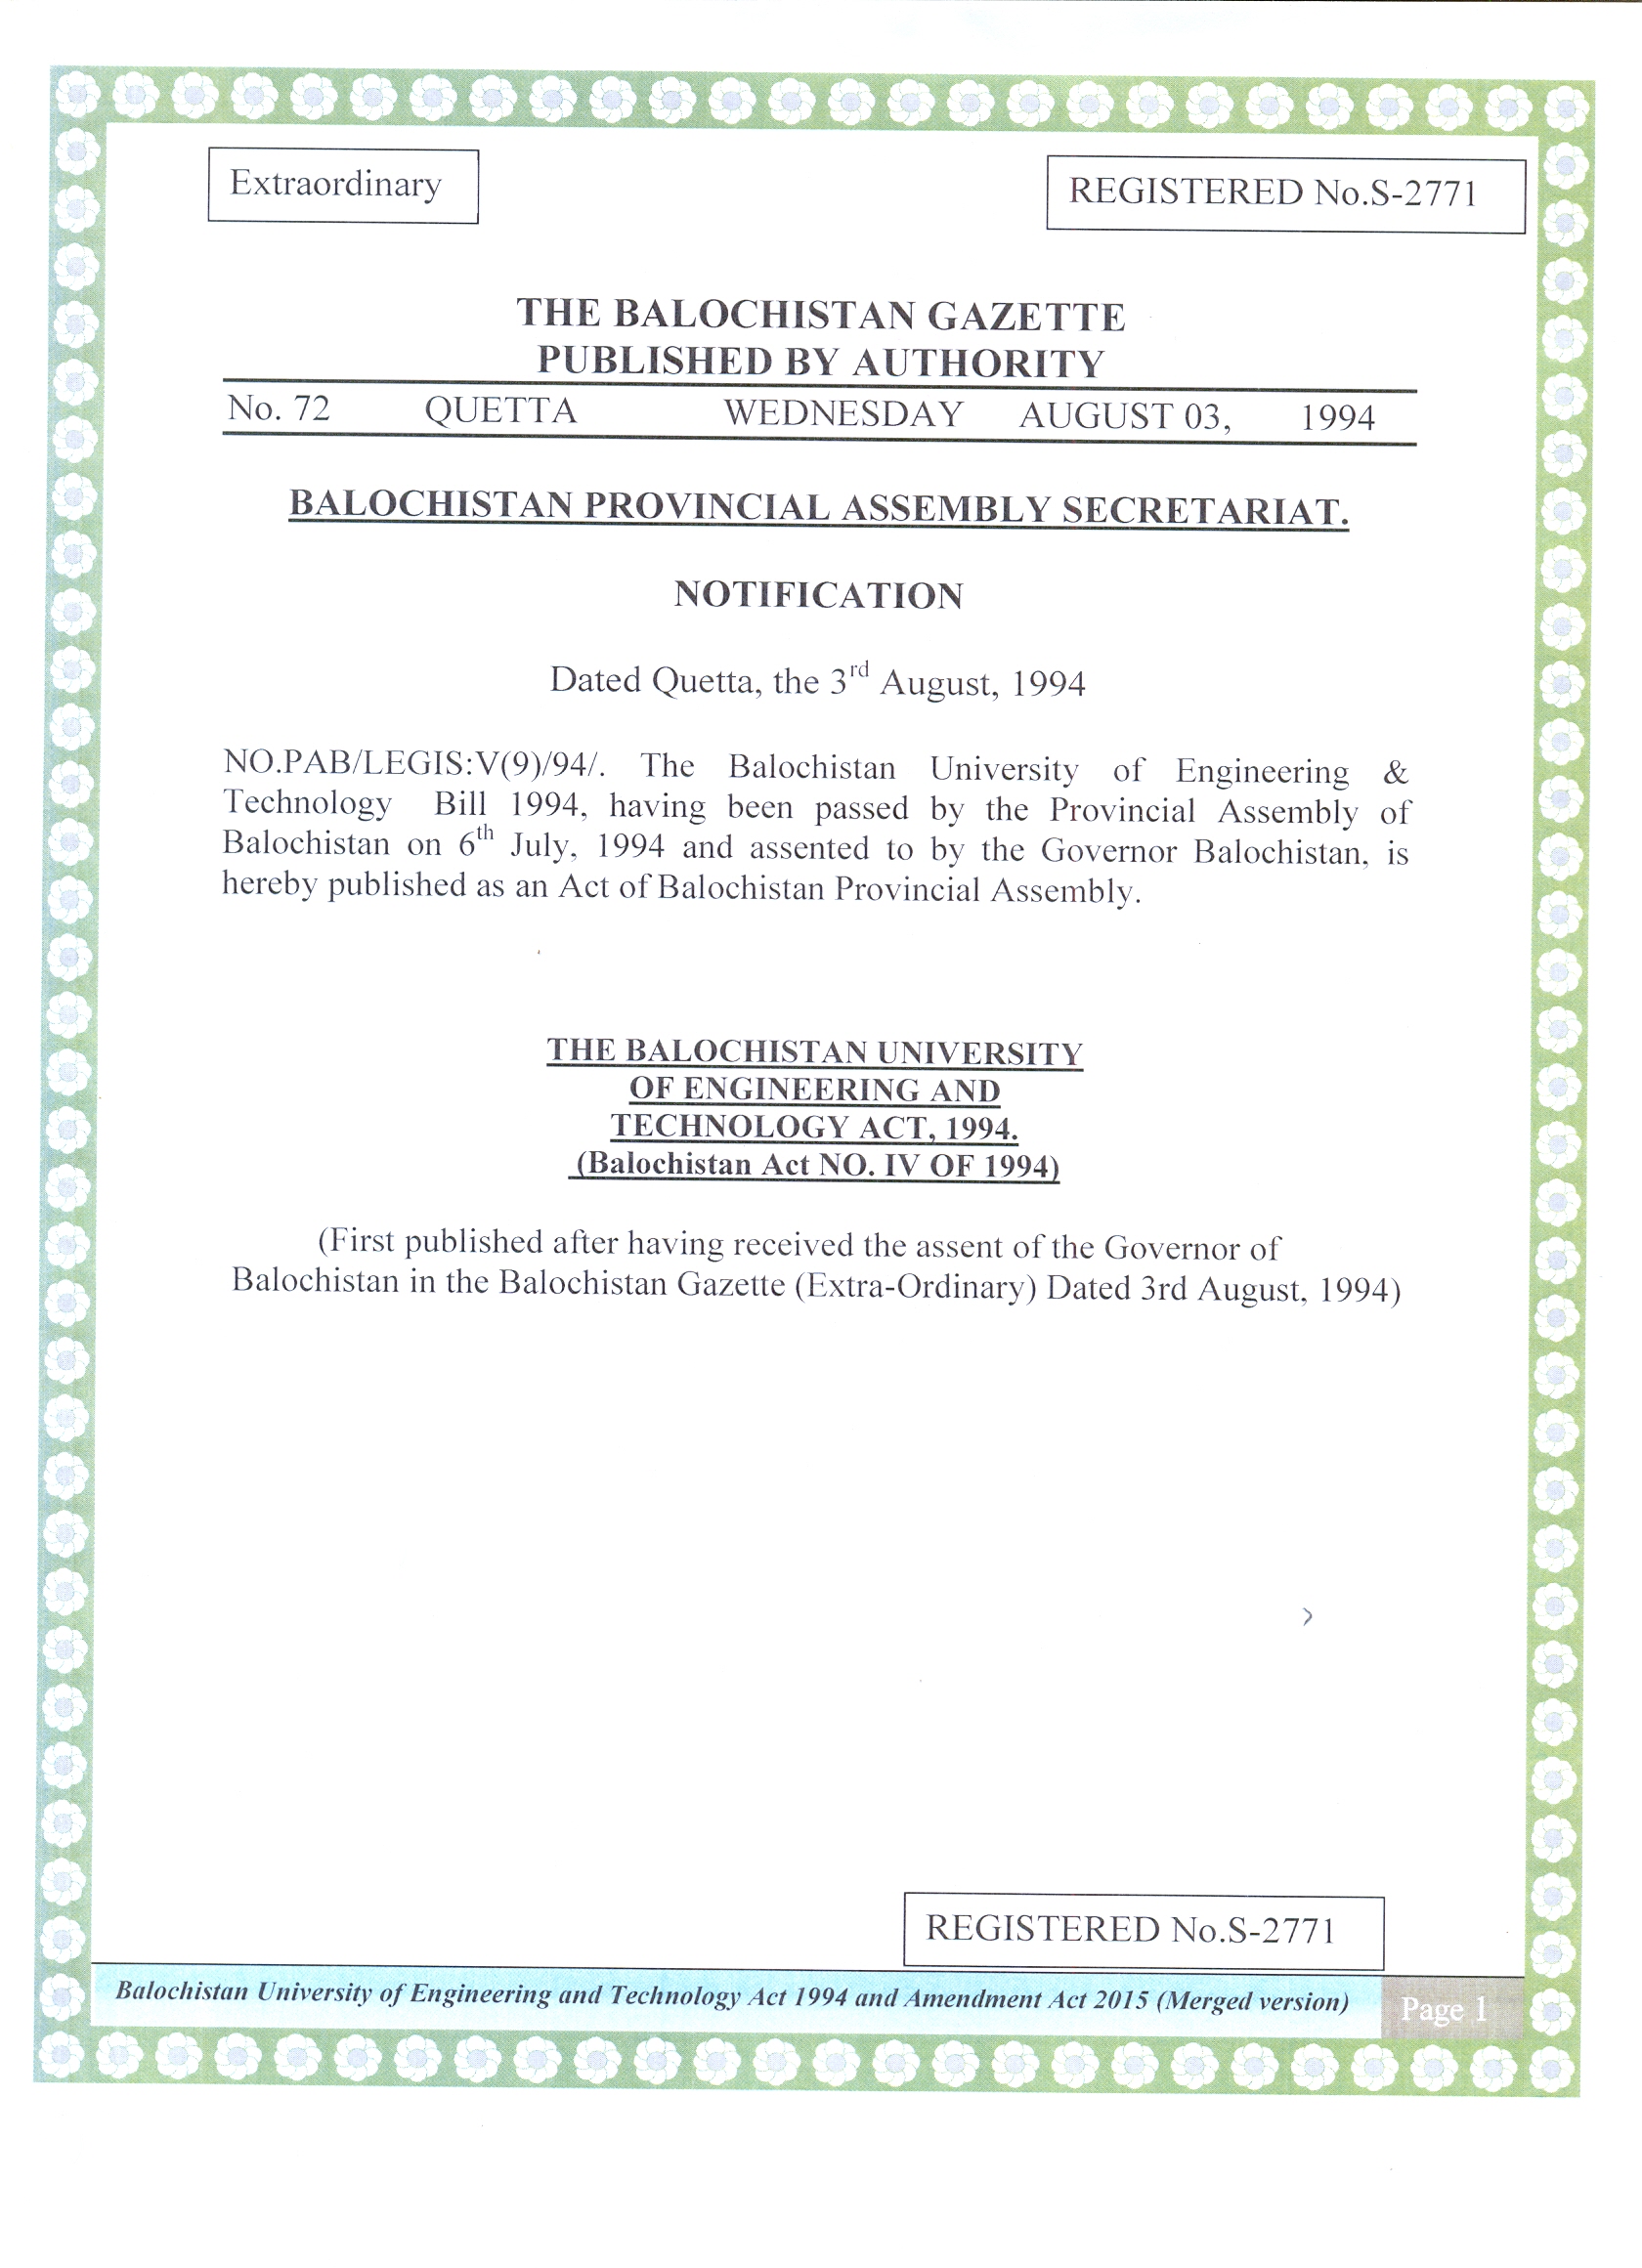 Extraordinary
REGISTERED No.S-2771
THE BALOCHISTAN GAZETTE
PUBLISHED BY AUTHORITY
No. 72 QUETTA WEDNESDAY AUGUST 03, 1994
BALOCHISTAN PROVINCIAL ASSEMBLY SECRETARIAT.
NOTIFICATION
Dated Quetta, the 3rd August, 1994
NO.PAB/LEGIS:V(9)/94/. The Balochistan University of Engineering &
Technology Bill 1994, having been passed by the Provincial Assembly of
Balochistan on 6th July, 1994 and assented to by the Governor Balochistan, is
hereby published as an Act of Balochistan Provincial Assembly.
THE BALOCHISTAN UNIVERSITY
OF ENGINEERING AND
TECHNOLOGY ACT, 1994.
(Balochistan Act NO. IV OF 1994)
(First published after having received the assent of the Governor of
Balochistan in the Balochistan Gazette (Extra-Ordinary) Dated 3rd August, 1994)
REGISTERED No.S-2771
Balochistan University of Engineering and Technology Act 1994 and Amendment Act 2015 (Merged version) Page 1